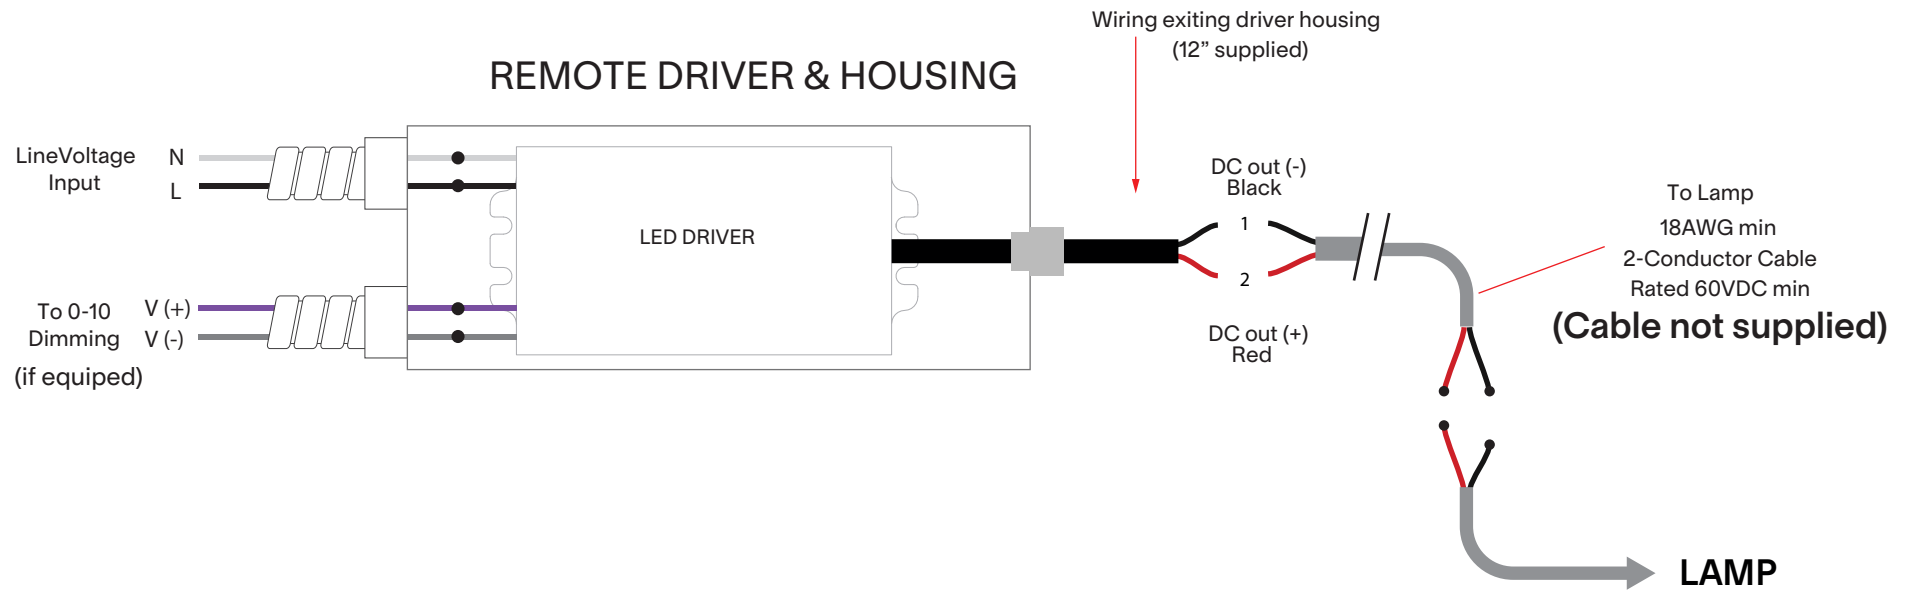 Wiring exiting driver housing
(12” supplied)
REMOTE DRIVER & HOUSING
LineVoltage
Input
N
L
To 0-10
Dimming
(if equiped)
V (+)
V (-)
LED DRIVER
DC out (-)
Black
1
2
DC out (+)
Red
To Lamp
18AWG min
2-Conductor Cable
Rated 60VDC min
(Cable not supplied)
LAMP